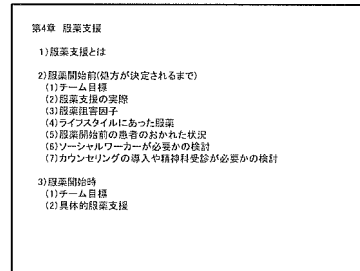 第4章 服薬支援
1)服薬支援とは
2)服薬開始前(処方が決定されるまで)
(1)チーム目標
(2)服薬支援の実際
(3)服薬阻害因子
(4)ライフスタイルにあった服薬
(5)服薬開始前の患者のおかれた状況
(6)ソーシャルワーカーが必要かの検討
(7)カウンセリングの導入や精神科受診が必要かの検討
3)服薬開始時
(1)チーム目標
(2)具体的服薬支援